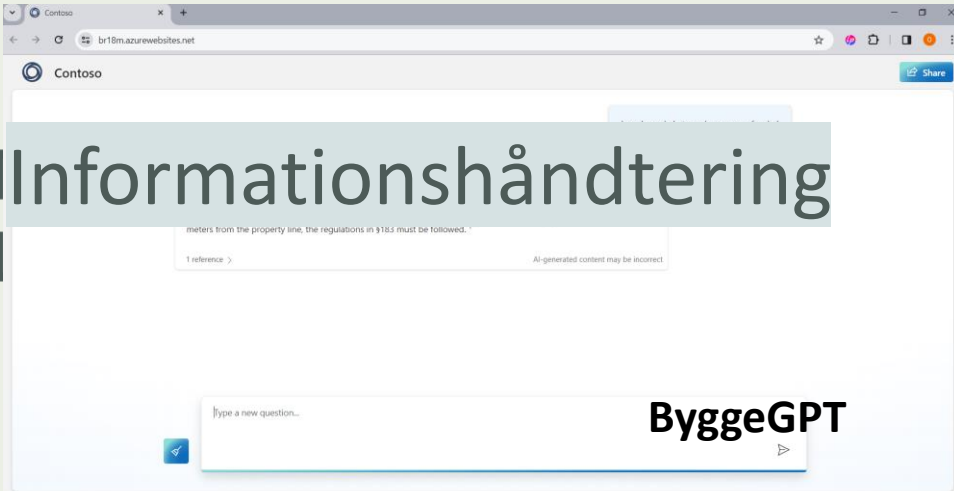 Contoso
br18m.azurewebsites.net
Contoso
Share
Informationshåndtering
meters from the property line, the regulations in §183 must be followed.
1 reference
AI-generated content may be incorrect
Type a new question...
ByggeGPT